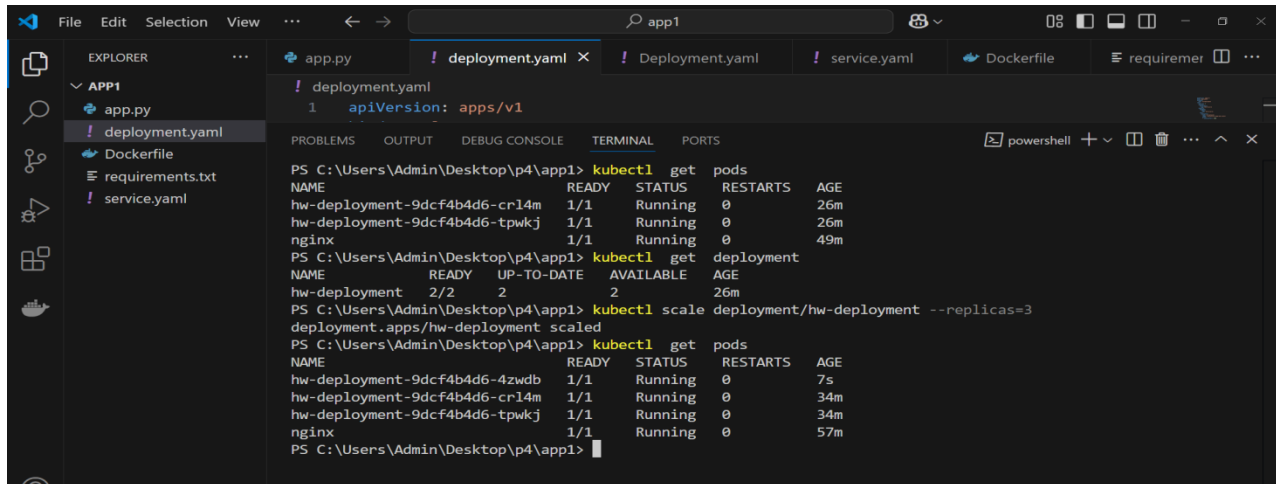 File Edit Selection View ... app1
EXPLORER ...
app.py ! deployment.yaml ! Deployment.yaml ! service.yaml Dockerfile requiremer ...
APP1
app.py
! deployment.yaml
Dockerfile
requirements.txt
! service.yaml
! deployment.yaml
1 apiVersion: apps/v1
PROBLEMS OUTPUT DEBUG CONSOLE TERMINAL PORTS powershell ...
PS C:\Users\Admin\Desktop\p4\app1> kubectl get pods
NAME READY STATUS RESTARTS AGE
hw-deployment-9dcf4b4d6-crl4m 1/1 Running 0 26m
hw-deployment-9dcf4b4d6-tpwkj 1/1 Running 0 26m
nginx 1/1 Running 0 49m
PS C:\Users\Admin\Desktop\p4\app1> kubectl get deployment
NAME READY UP-TO-DATE AVAILABLE AGE
hw-deployment 2/2 2 2 26m
PS C:\Users\Admin\Desktop\p4\app1> kubectl scale deployment/hw-deployment --replicas=3
deployment.apps/hw-deployment scaled
PS C:\Users\Admin\Desktop\p4\app1> kubectl get pods
NAME READY STATUS RESTARTS AGE
hw-deployment-9dcf4b4d6-4zwdb 1/1 Running 0 7s
hw-deployment-9dcf4b4d6-crl4m 1/1 Running 0 34m
hw-deployment-9dcf4b4d6-tpwkj 1/1 Running 0 34m
nginx 1/1 Running 0 57m
PS C:\Users\Admin\Desktop\p4\app1>